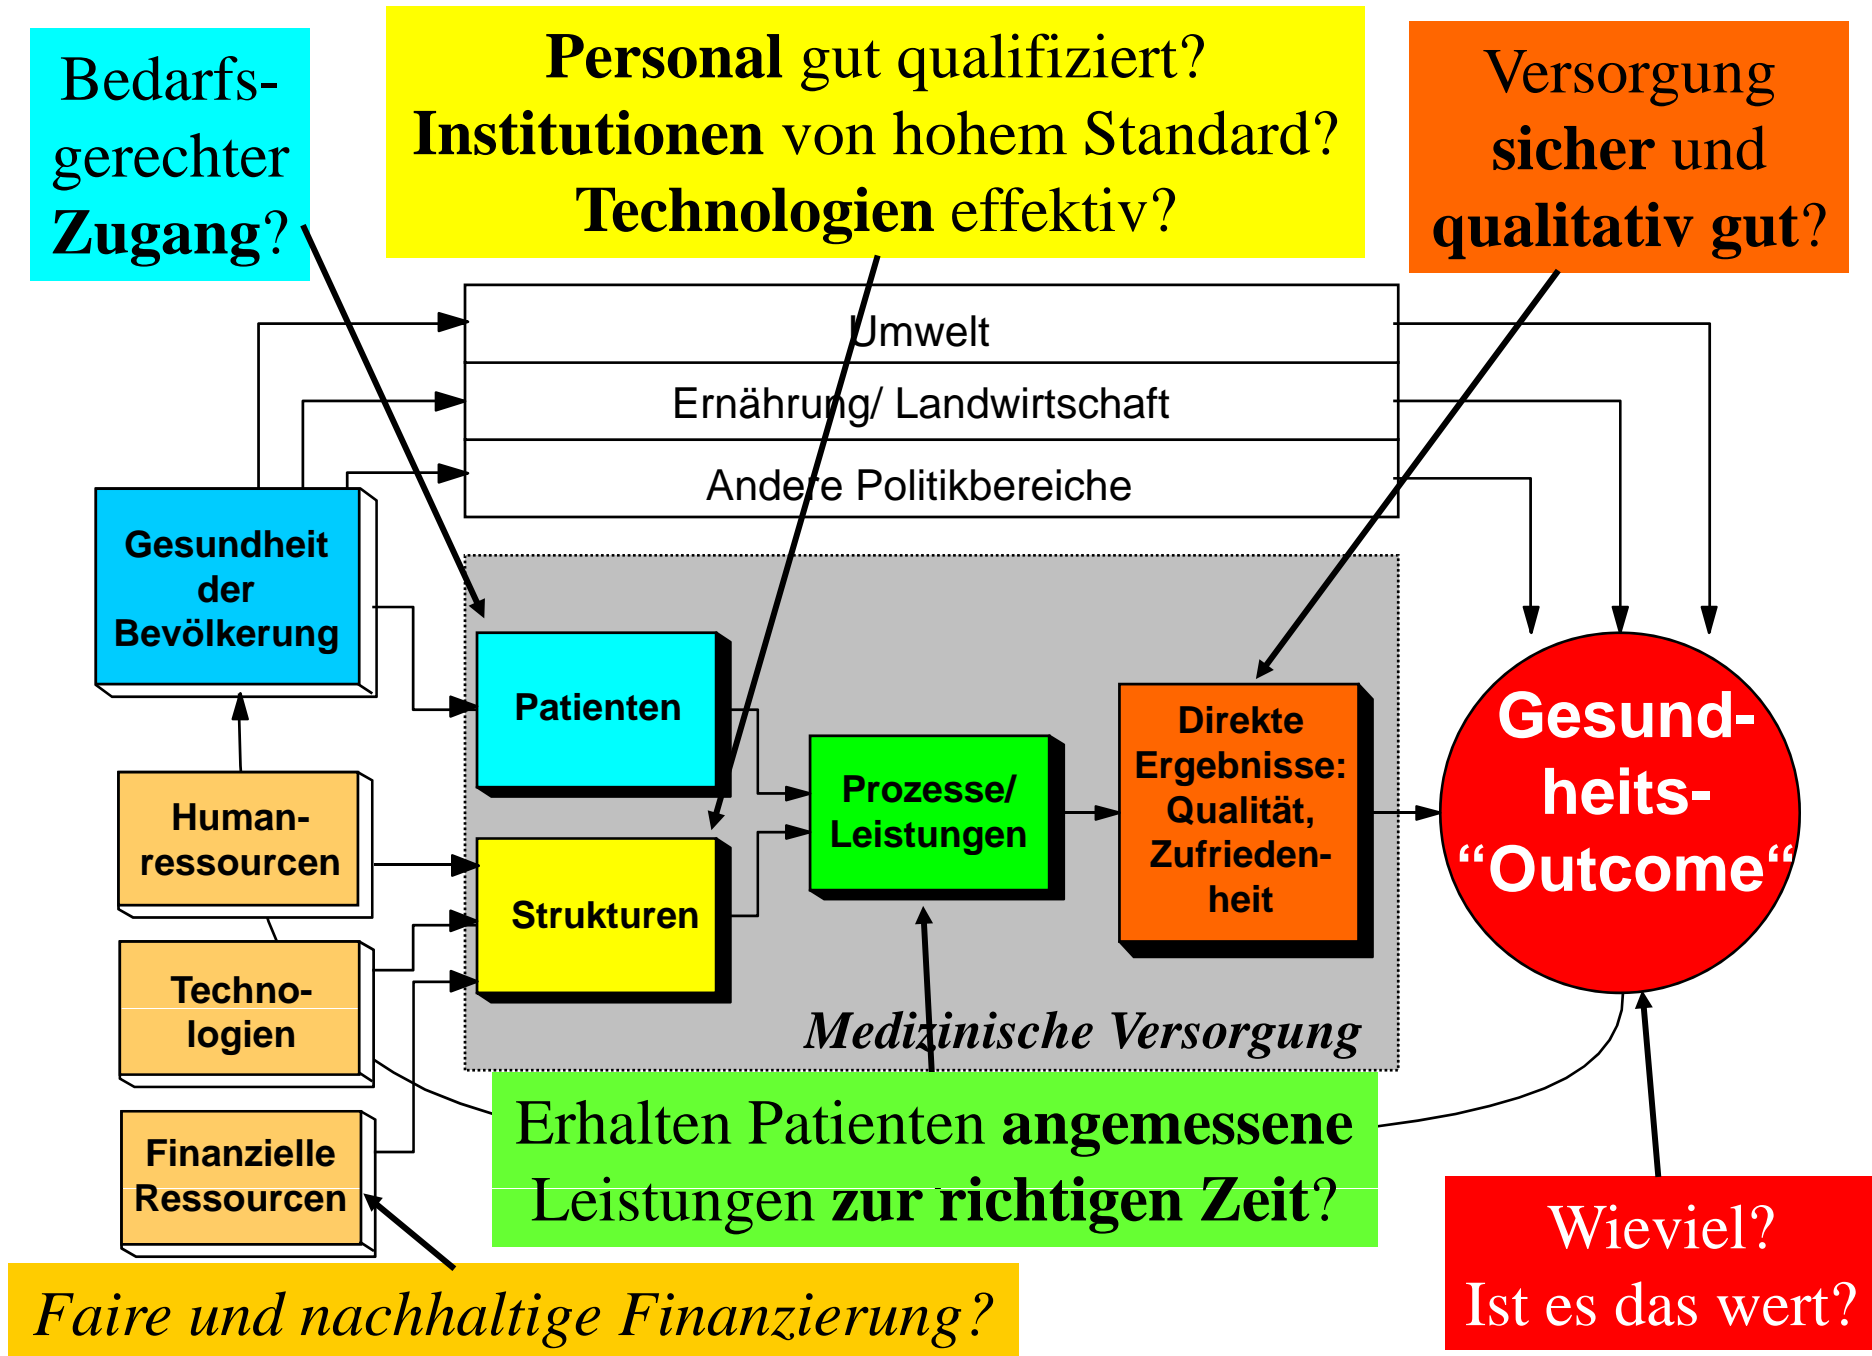 Bedarfs-
gerechter
Zugang?
Personal gut qualifiziert?
Institutionen von hohem Standard?
Technologien effektiv?
Versorgung
sicher und
qualitativ gut?
Umwelt
Ernährung/ Landwirtschaft
Andere Politikbereiche
Gesundheit
der
Bevölkerung
Human-
ressourcen
Techno-
logien
Finanzielle
Ressourcen
Patienten
Strukturen
Prozesse/
Leistungen
Direkte
Ergebnisse:
Qualität,
Zufrieden-
heit
Medizinische Versorgung
Gesund-
heits-
“Outcome“
Erhalten Patienten angemessene
Leistungen zur richtigen Zeit?
Wieviel?
Ist es das wert?
Faire und nachhaltige Finanzierung?